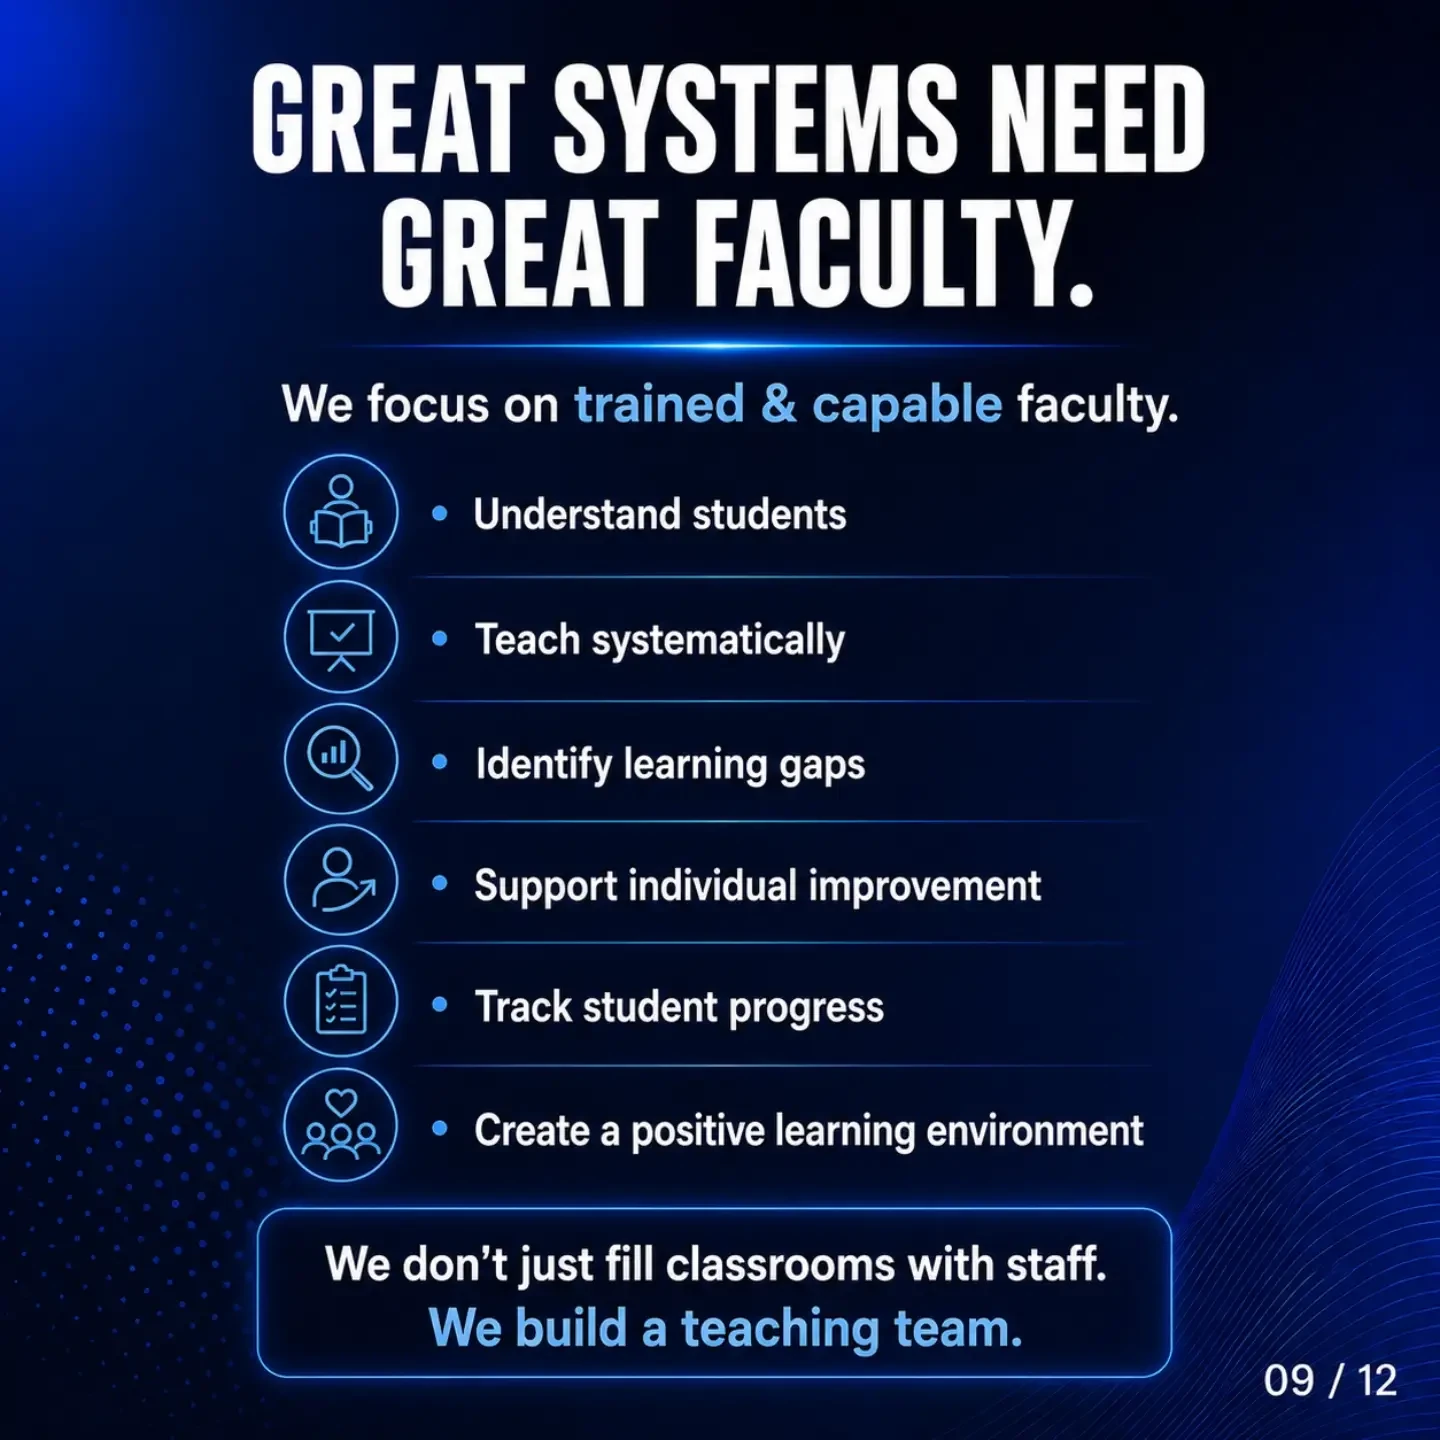 GREAT SYSTEMS NEED
GREAT FACULTY.
We focus on trained & capable faculty.
• Understand students
• Teach systematically
• Identify learning gaps
• Support individual improvement
• Track student progress
• Create a positive learning environment
We don’t just fill classrooms with staff.
We build a teaching team.
09 / 12